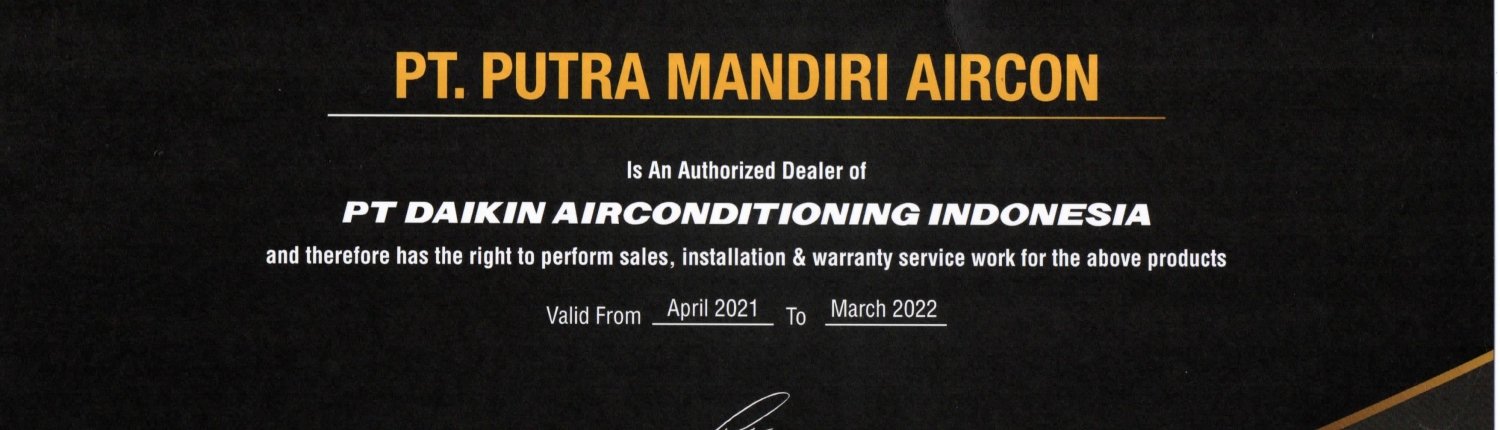 PT. PUTRA MANDIRI AIRCON
Is An Authorized Dealer of
PT DAIKIN AIRCONDITIONING INDONESIA
and therefore has the right to perform sales, installation & warranty service work for the above products
Valid From April 2021 To March 2022